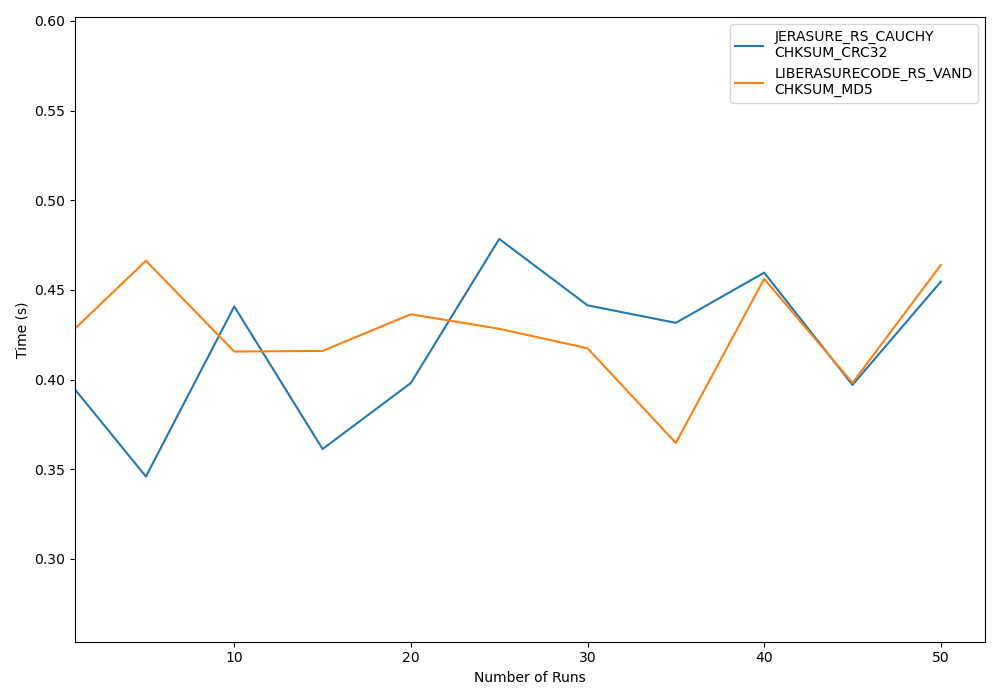 0.60
0.55
0.50
0.45
0.40
0.35
0.30
Time (s)
10
20
30
40
50
Number of Runs
JERASURE_RS_CAUCHY
CHKSUM_CRC32
LIBERASURECODE_RS_VAND
CHKSUM_MD5